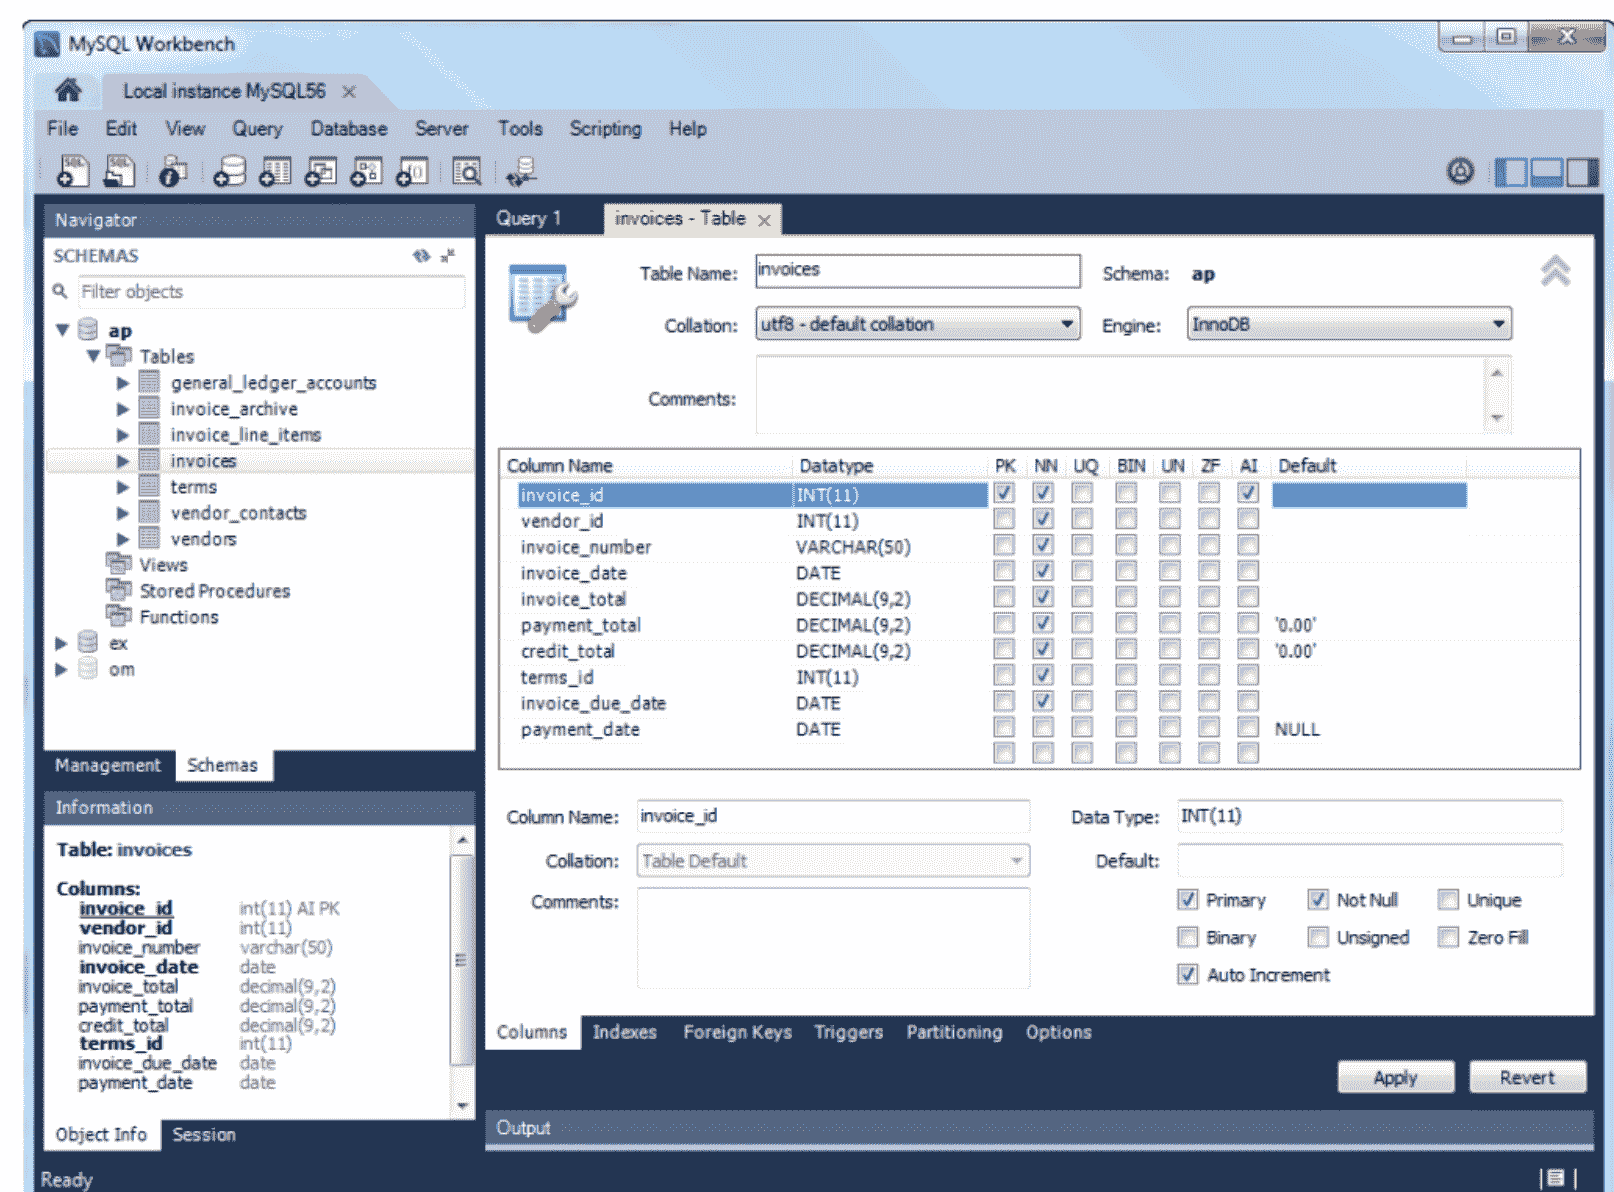 MySQL Workbench
Local instance MySQL56
File Edit View Query Database Server Tools Scripting Help
Navigator
SCHEMAS
Filter objects
ap
Tables
general_ledger_accounts
invoice_archive
invoice_line_items
invoices
terms
vendor_contacts
vendors
Views
Stored Procedures
Functions
ex
om
Management Schemas
Information
Table: invoices
Columns:
invoice_id int(11) AI PK
vendor_id int(11)
invoice_number varchar(50)
invoice_date date
invoice_total decimal(9,2)
payment_total decimal(9,2)
credit_total decimal(9,2)
terms_id int(11)
invoice_due_date date
payment_date date
Object Info Session
Query 1 invoices - Table
Table Name: invoices Schema: ap
Collation: utf8 - default collation Engine: InnoDB
Comments:
Column Name Datatype PK NN UQ BIN UN ZF AI Default
invoice_id INT(11)
vendor_id INT(11)
invoice_number VARCHAR(50)
invoice_date DATE
invoice_total DECIMAL(9,2)
payment_total DECIMAL(9,2) '0.00'
credit_total DECIMAL(9,2) '0.00'
terms_id INT(11)
invoice_due_date DATE
payment_date DATE NULL
Column Name: invoice_id Data Type: INT(11)
Collation: Table Default Default:
Comments: Primary Not Null Unique
Binary Unsigned Zero Fill
Auto Increment
Columns Indexes Foreign Keys Triggers Partitioning Options
Apply Revert
Output
Ready